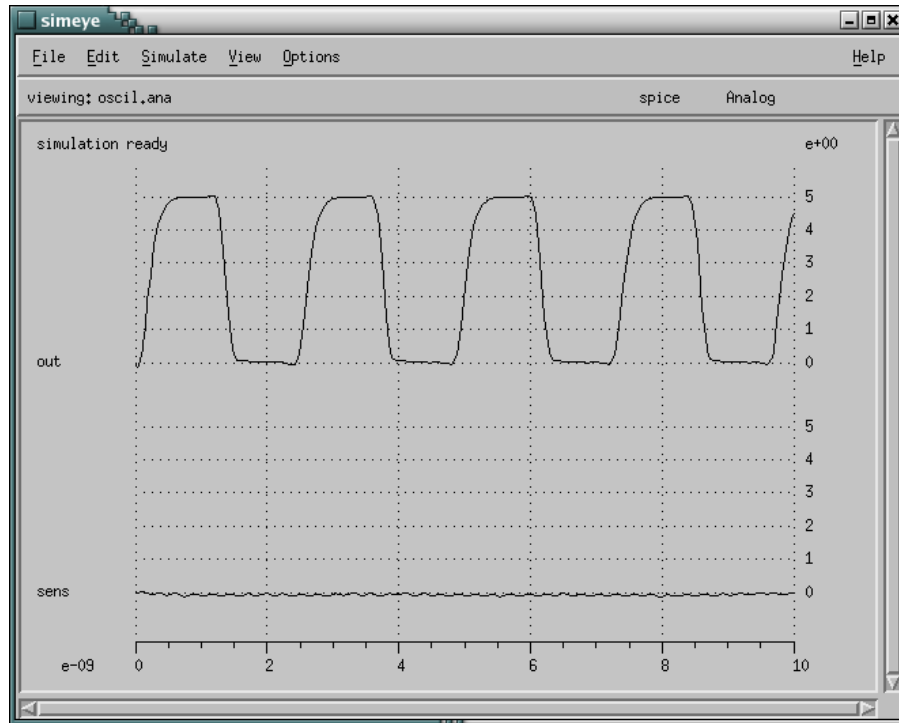 simeye
File Edit Simulate View Options Help
viewing: oscil.ana spice Analog
simulation ready e+00
5
4
3
2
1
out 0
5
4
3
2
1
sens 0
e-09 0 2 4 6 8 10